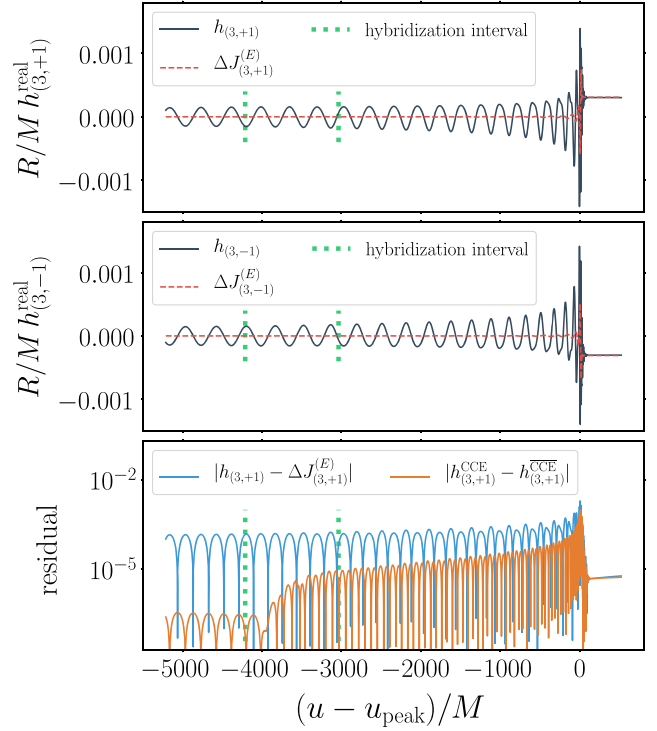 h_{(3,+1)} hybridization interval
ΔJ^{(E)}_{(3,+1)}
R/M h^{real}_{(3,+1)}
0.001
0.000
−0.001
h_{(3,−1)} hybridization interval
ΔJ^{(E)}_{(3,−1)}
R/M h^{real}_{(3,−1)}
0.001
0.000
−0.001
|h_{(3,+1)} − ΔJ^{(E)}_{(3,+1)}| |h^{CCE}_{(3,+1)} − h^{\overline{CCE}}_{(3,+1)}|
residual
10^{−2}
10^{−5}
−5000 −4000 −3000 −2000 −1000 0
(u − u_{peak})/M